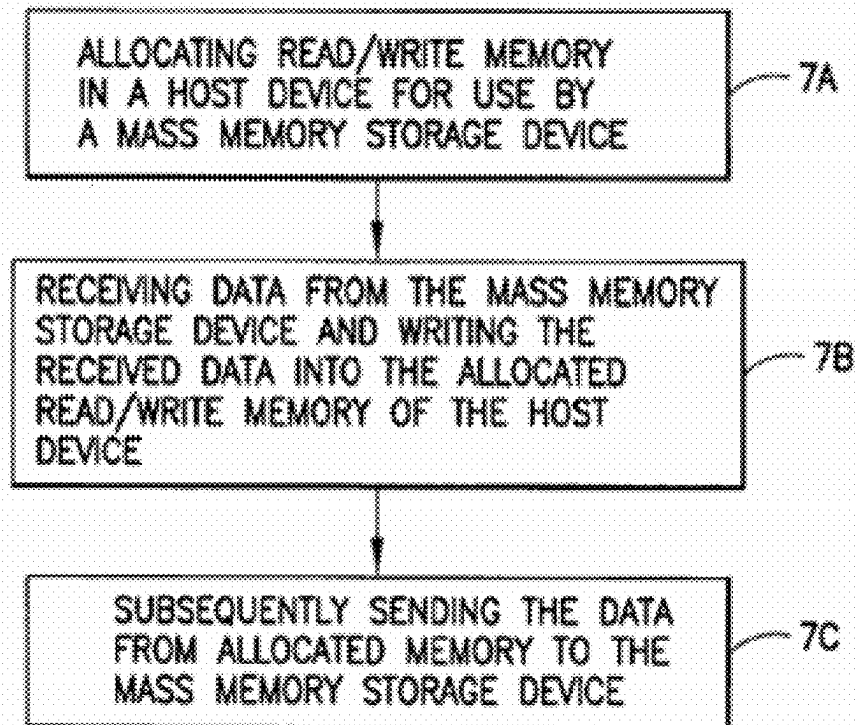 ALLOCATING READ/WRITE MEMORY
IN A HOST DEVICE FOR USE BY
A MASS MEMORY STORAGE DEVICE
7A
RECEIVING DATA FROM THE MASS MEMORY
STORAGE DEVICE AND WRITING THE
RECEIVED DATA INTO THE ALLOCATED
READ/WRITE MEMORY OF THE HOST
DEVICE
7B
SUBSEQUENTLY SENDING THE DATA
FROM ALLOCATED MEMORY TO THE
MASS MEMORY STORAGE DEVICE
7C